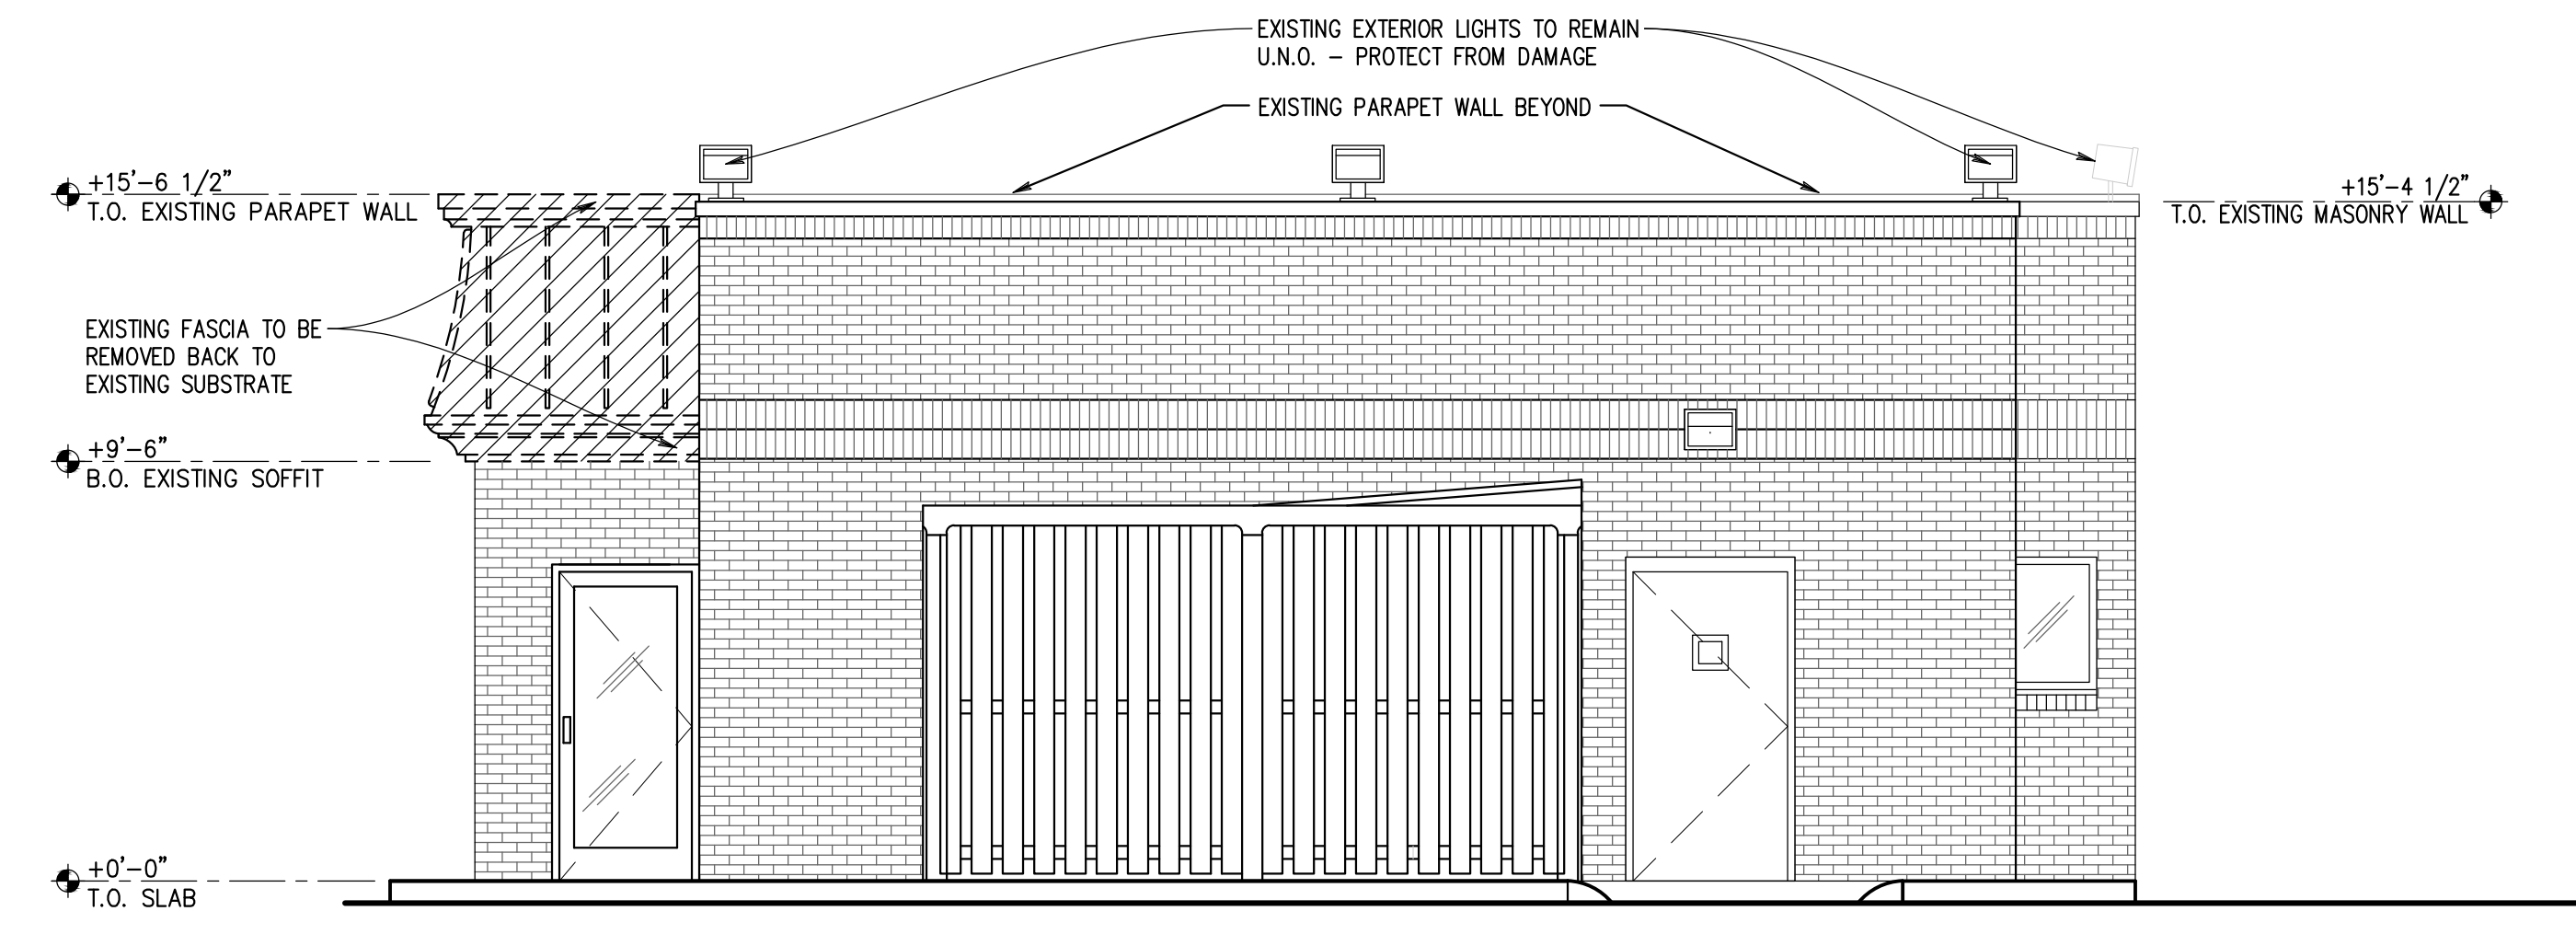 EXISTING EXTERIOR LIGHTS TO REMAIN
U.N.O. – PROTECT FROM DAMAGE
EXISTING PARAPET WALL BEYOND
+15'-6 1/2"
T.O. EXISTING PARAPET WALL
+15'-4 1/2"
T.O. EXISTING MASONRY WALL
EXISTING FASCIA TO BE
REMOVED BACK TO
EXISTING SUBSTRATE
+9'-6"
B.O. EXISTING SOFFIT
+0'-0"
T.O. SLAB